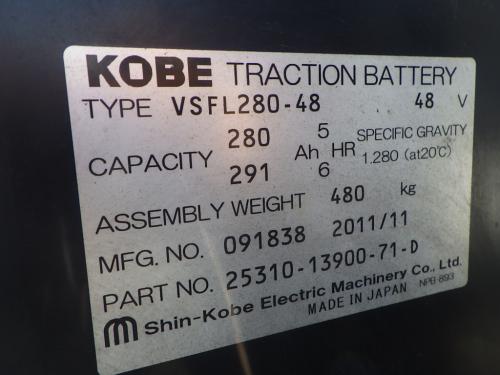 KOBE TRACTION BATTERY
TYPE VSFL280-48 48 V
CAPACITY 280 5 Ah HR SPECIFIC GRAVITY
291 6 1.280 (at20℃)
ASSEMBLY WEIGHT 480 kg
MFG. NO. 091838 2011/11
PART NO. 25310-13900-71-D
Shin-Kobe Electric Machinery Co., Ltd.
MADE IN JAPAN NPB-893